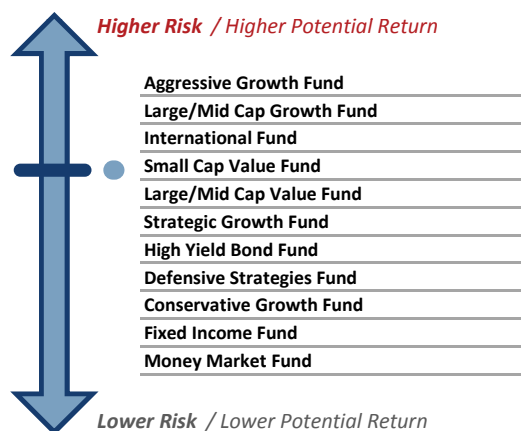 Higher Risk / Higher Potential Return
Aggressive Growth Fund
Large/Mid Cap Growth Fund
International Fund
Small Cap Value Fund
Large/Mid Cap Value Fund
Strategic Growth Fund
High Yield Bond Fund
Defensive Strategies Fund
Conservative Growth Fund
Fixed Income Fund
Money Market Fund
Lower Risk / Lower Potential Return